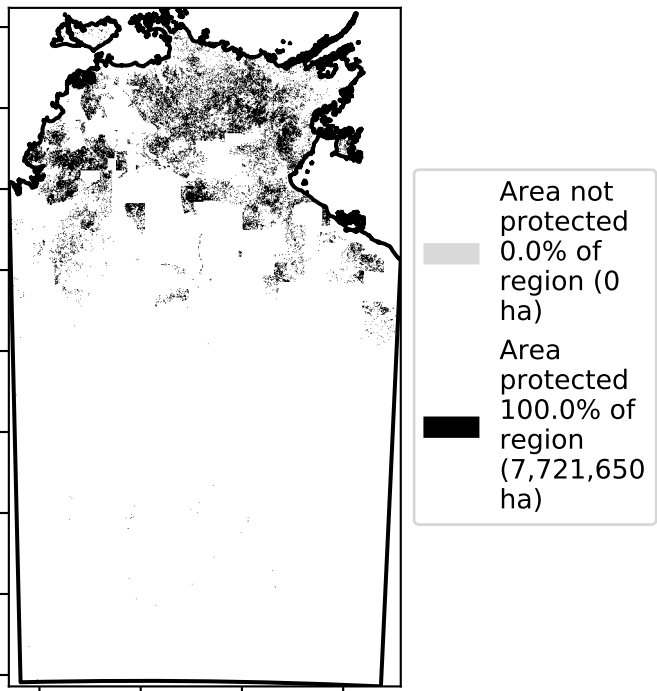 Area not
protected
0.0% of
region (0
ha)
Area
protected
100.0% of
region
(7,721,650
ha)